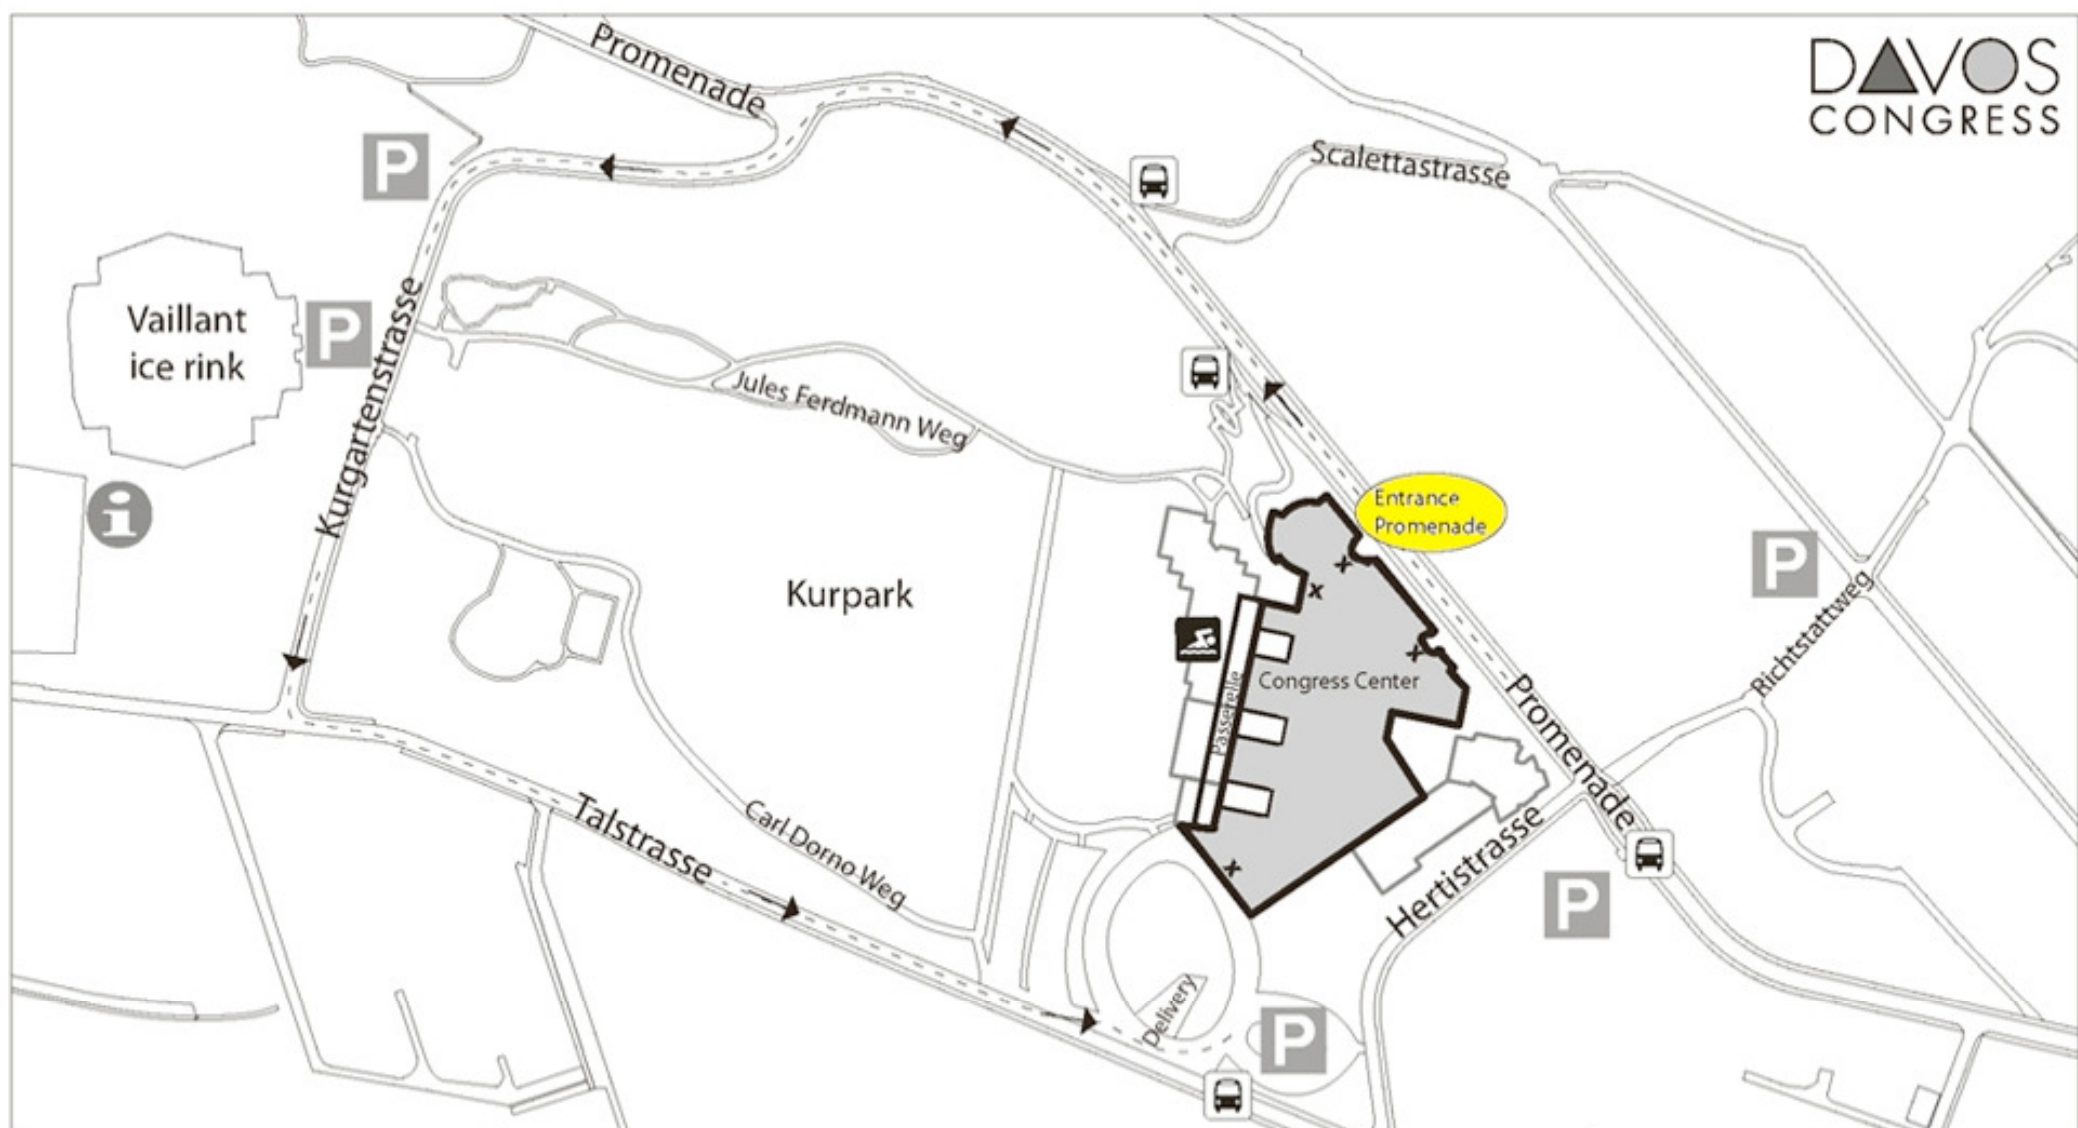 DAVOS
CONGRESS
Promenade
Scalettastrasse
P
Vaillant
ice rink
P
Kurgartenstrasse
Jules Ferdmann Weg
i
Entrance
Promenade
Kurpark
P
Richtstattweg
Congress Center
Passerelle
Promenade
Talstrasse
Carl Dorno Weg
Hertistrasse
P
Delivery
P